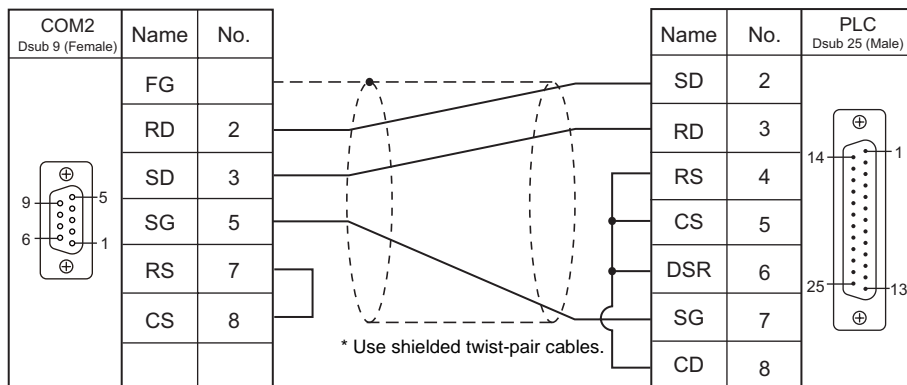 COM2
Dsub 9 (Female)
Name No.
FG
RD 2
SD 3
SG 5
RS 7
CS 8
9
5
6
1
* Use shielded twist-pair cables.
Name No.
SD 2
RD 3
RS 4
CS 5
DSR 6
SG 7
CD 8
PLC
Dsub 25 (Male)
14
1
25
13